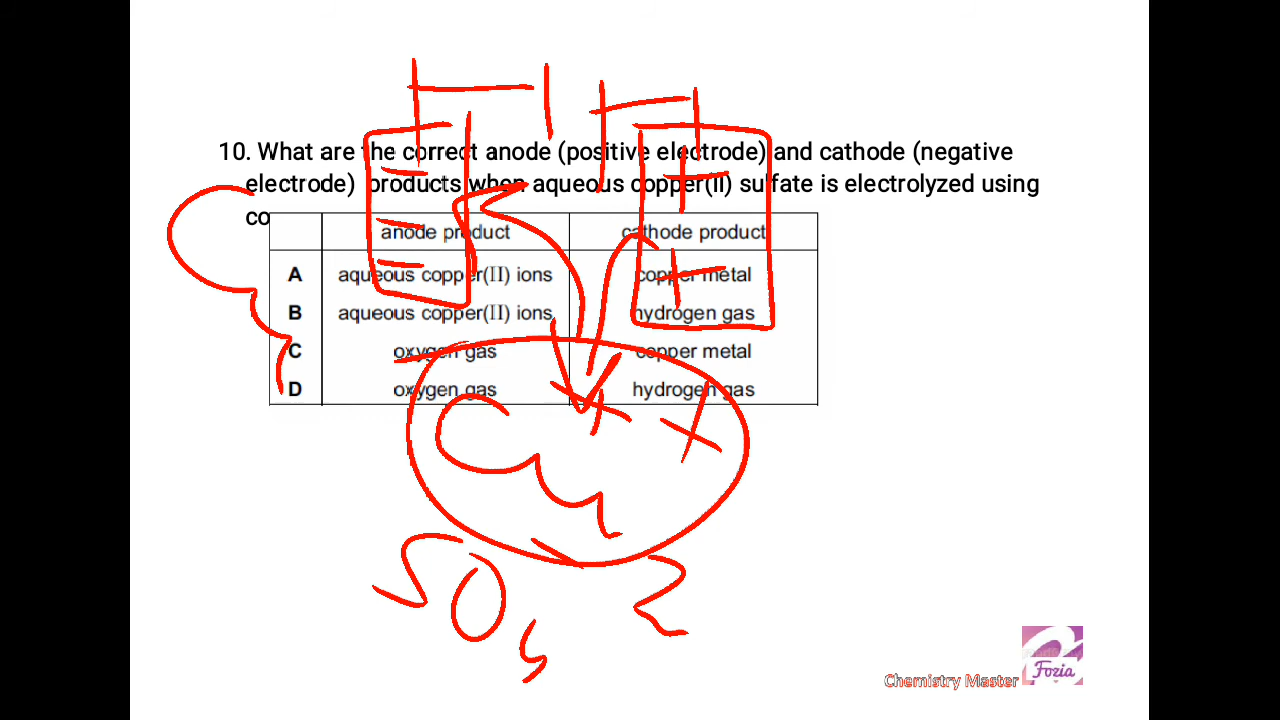 10. What are the correct anode (positive electrode) and cathode (negative
electrode) products when aqueous copper(II) sulfate is electrolyzed using
co
anode product cathode product
A aqueous copper(II) ions copper metal
B aqueous copper(II) ions hydrogen gas
C oxygen gas copper metal
D oxygen gas hydrogen gas
H H
Cu ++
SO4 2-
Chemistry Master
Fozia